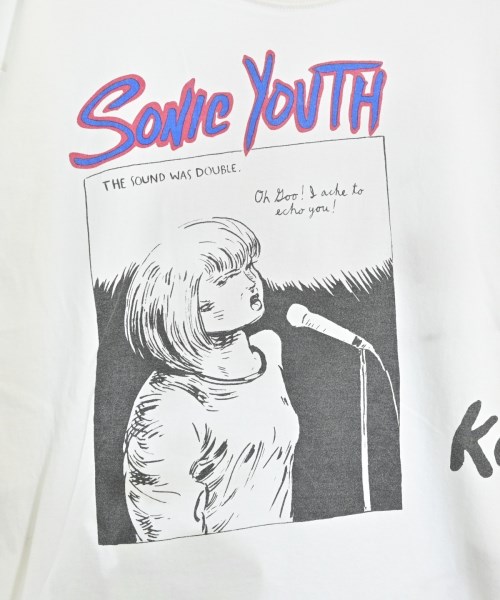 SONIC YOUTH
THE SOUND WAS DOUBLE.
Oh Goo! I ache to
echo you!